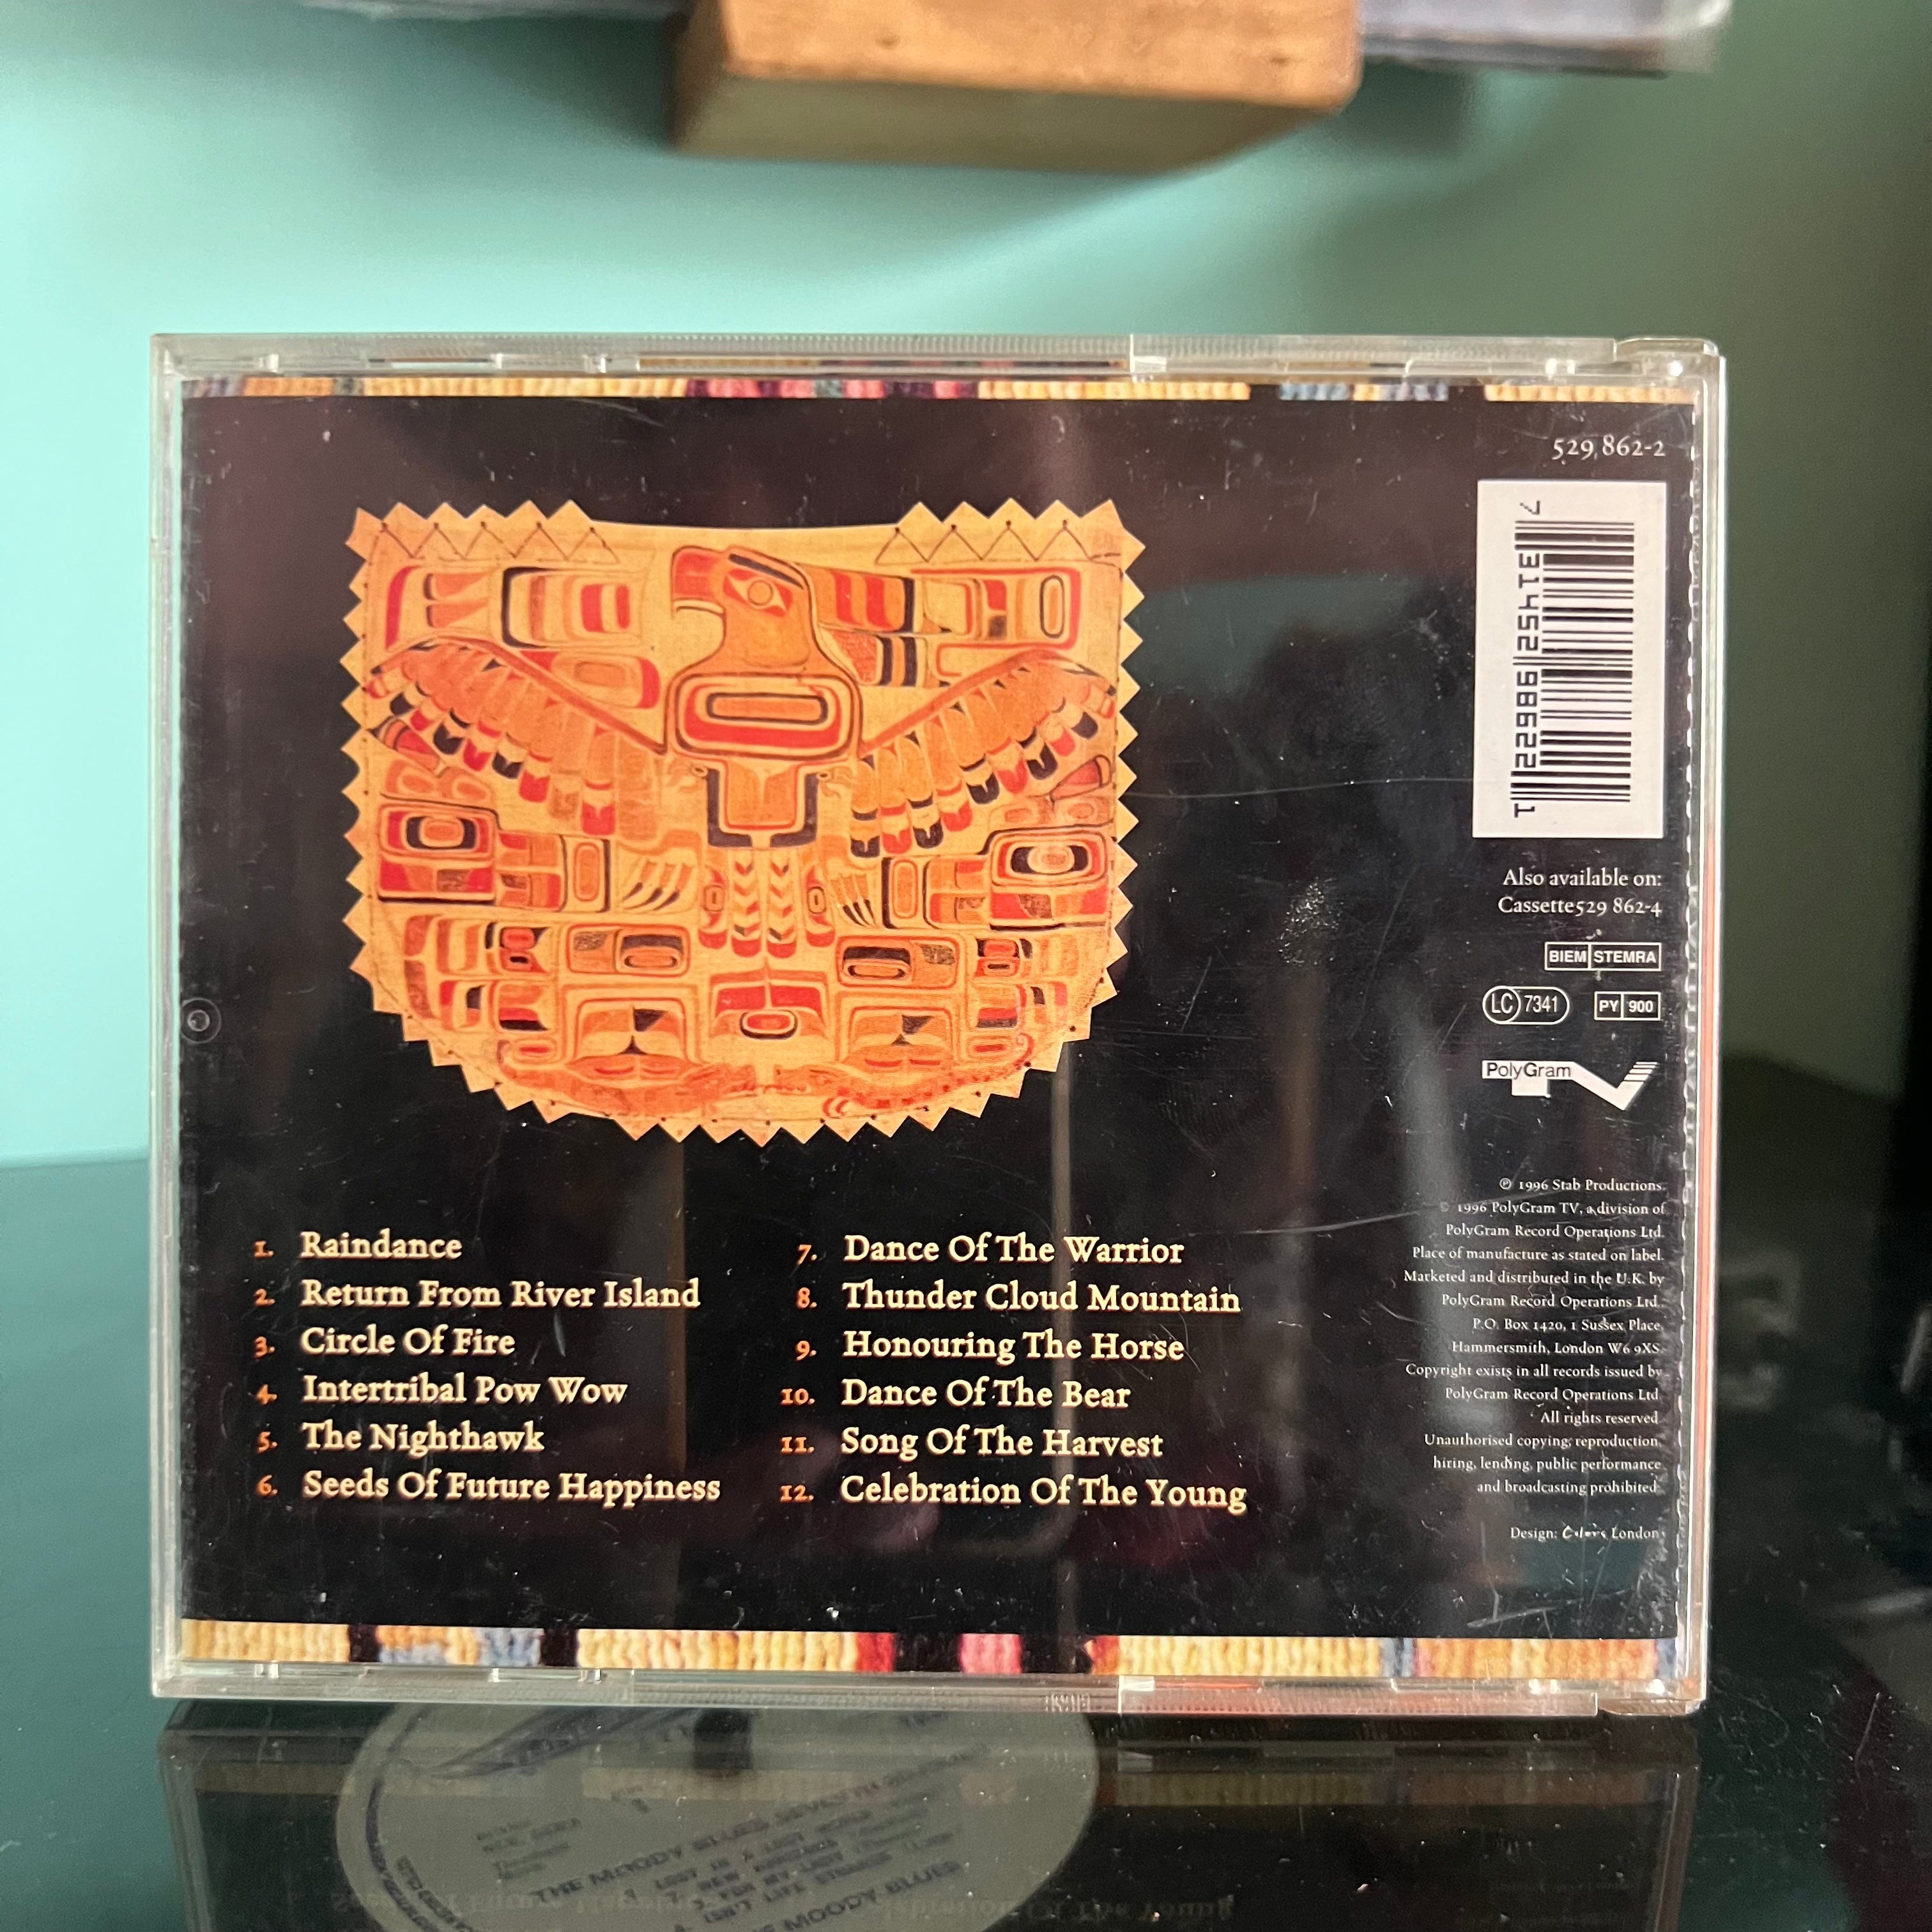 529 862-2
7 31452 98622 1
Also available on:
Cassette529 862-4
BIEM STEMRA
LC 7341
PY 900
PolyGram
1. Raindance
2. Return From River Island
3. Circle Of Fire
4. Intertribal Pow Wow
5. The Nighthawk
6. Seeds Of Future Happiness
7. Dance Of The Warrior
8. Thunder Cloud Mountain
9. Honouring The Horse
10. Dance Of The Bear
11. Song Of The Harvest
12. Celebration Of The Young
℗ 1996 Stab Productions.
© 1996 PolyGram TV, a division of
PolyGram Record Operations Ltd.
Place of manufacture as stated on label.
Marketed and distributed in the U.K. by
PolyGram Record Operations Ltd.,
P.O. Box 1420, 1 Sussex Place,
Hammersmith, London W6 9XS.
Copyright exists in all records issued by
PolyGram Record Operations Ltd.
All rights reserved.
Unauthorised copying, reproduction,
hiring, lending, public performance
and broadcasting prohibited.
Design: Colors London
THE MOODY BLUES